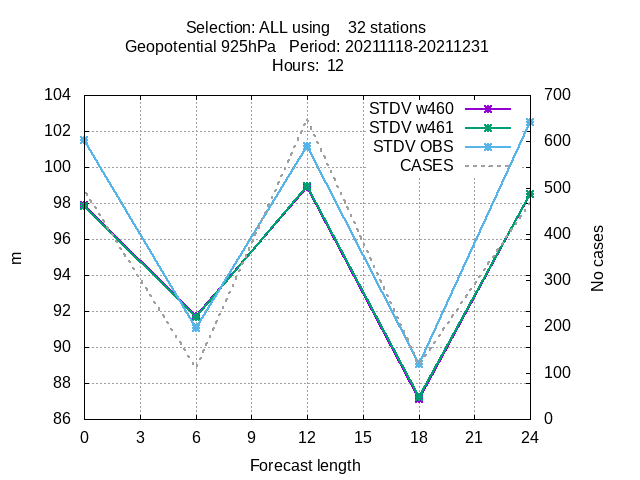 Selection: ALL using    32 stations
Geopotential 925hPa   Period: 20211118-20211231
Hours:  12
104
102
100
98
96
94
92
90
88
86
m
700
600
500
400
300
200
100
0
No cases
STDV w460
STDV w461
STDV OBS
CASES
0 3 6 9 12 15 18 21 24
Forecast length